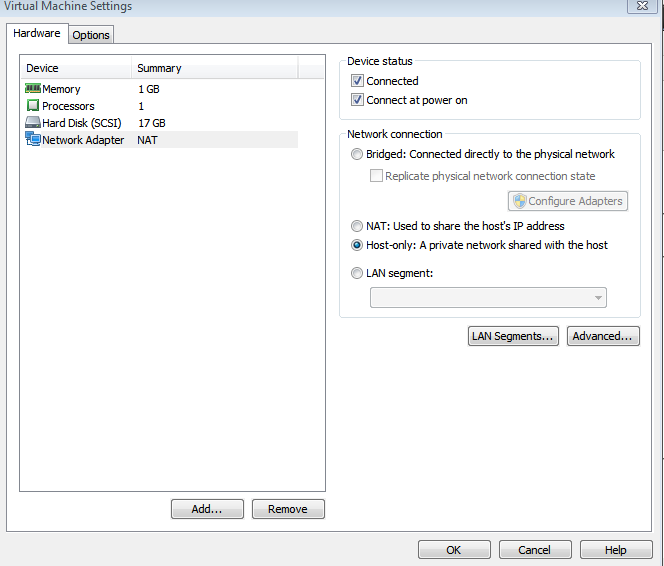 Virtual Machine Settings
Hardware Options
Device Summary
Memory 1 GB
Processors 1
Hard Disk (SCSI) 17 GB
Network Adapter NAT
Add... Remove
Device status
Connected
Connect at power on
Network connection
Bridged: Connected directly to the physical network
Replicate physical network connection state
Configure Adapters
NAT: Used to share the host's IP address
Host-only: A private network shared with the host
LAN segment:
LAN Segments... Advanced...
OK Cancel Help